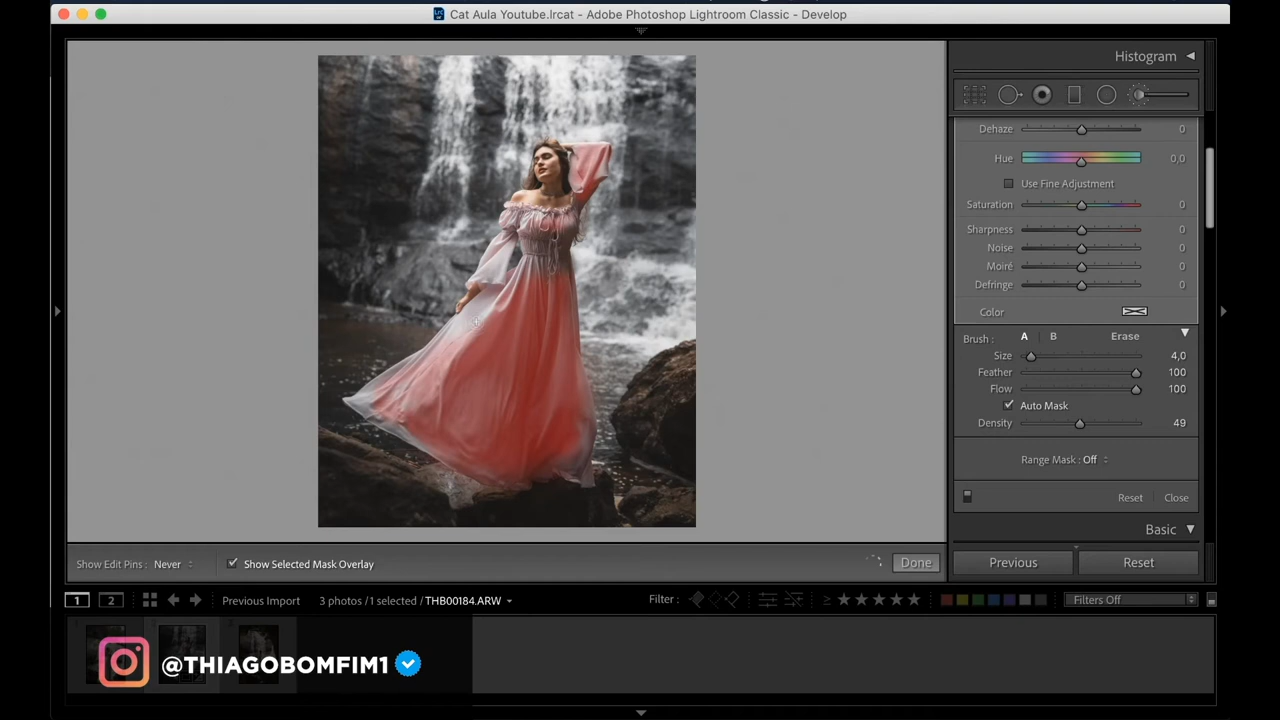 Cat Aula Youtube.lrcat - Adobe Photoshop Lightroom Classic - Develop
Histogram
Dehaze 0
Hue 0,0
Use Fine Adjustment
Saturation 0
Sharpness 0
Noise 0
Moiré 0
Defringe 0
Color
Brush : A B Erase
Size 4,0
Feather 100
Flow 100
Auto Mask
Density 49
Range Mask : Off
Reset Close
Basic
Show Edit Pins : Never Show Selected Mask Overlay Done Previous Reset
1 2 Previous Import 3 photos / 1 selected / THB00184.ARW Filter : ≥ Filters Off
@THIAGOBOMFIM1